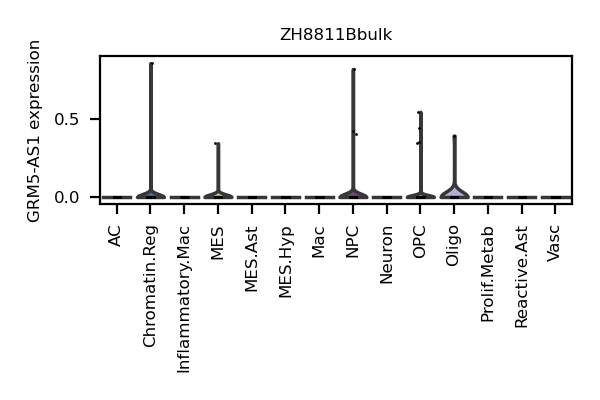 ZH8811Bbulk
GRM5-AS1 expression
0.5
0.0
AC
Chromatin.Reg
Inflammatory.Mac
MES
MES.Ast
MES.Hyp
Mac
NPC
Neuron
OPC
Oligo
Prolif.Metab
Reactive.Ast
Vasc